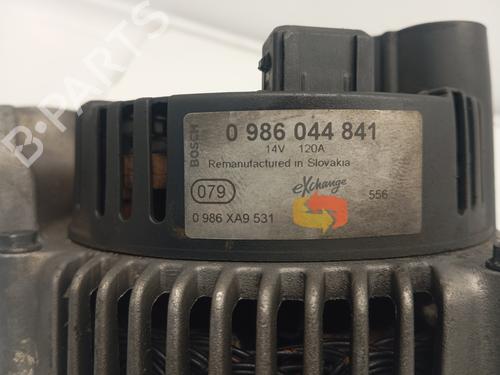 BOSCH
0 986 044 841
14V 120A
Remanufactured in Slovakia
079
eXchange
556
0 986 XA9 531
B-PARTS